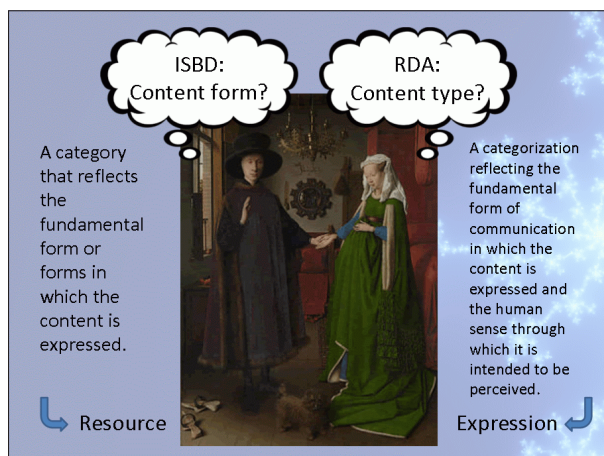 ISBD:
Content form?
RDA:
Content type?
A category
that reflects
the
fundamental
form or
forms in
which the
content is
expressed.
A categorization
reflecting the
fundamental
form of
communication
in which the
content is
expressed and
the human
sense through
which it is
intended to be
perceived.
Resource
Expression